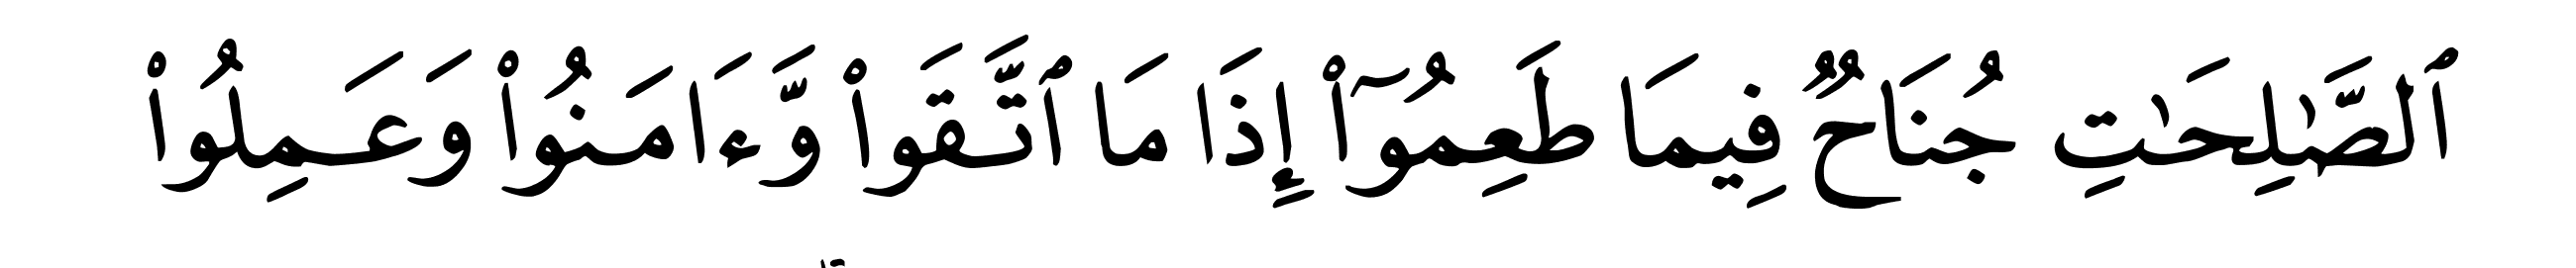 ٱلصَّٰلِحَٰتِ جُنَاحٌ فِيمَا طَعِمُوٓاْ إِذَا مَا ٱتَّقَواْ وَّءَامَنُواْ وَعَمِلُواْ